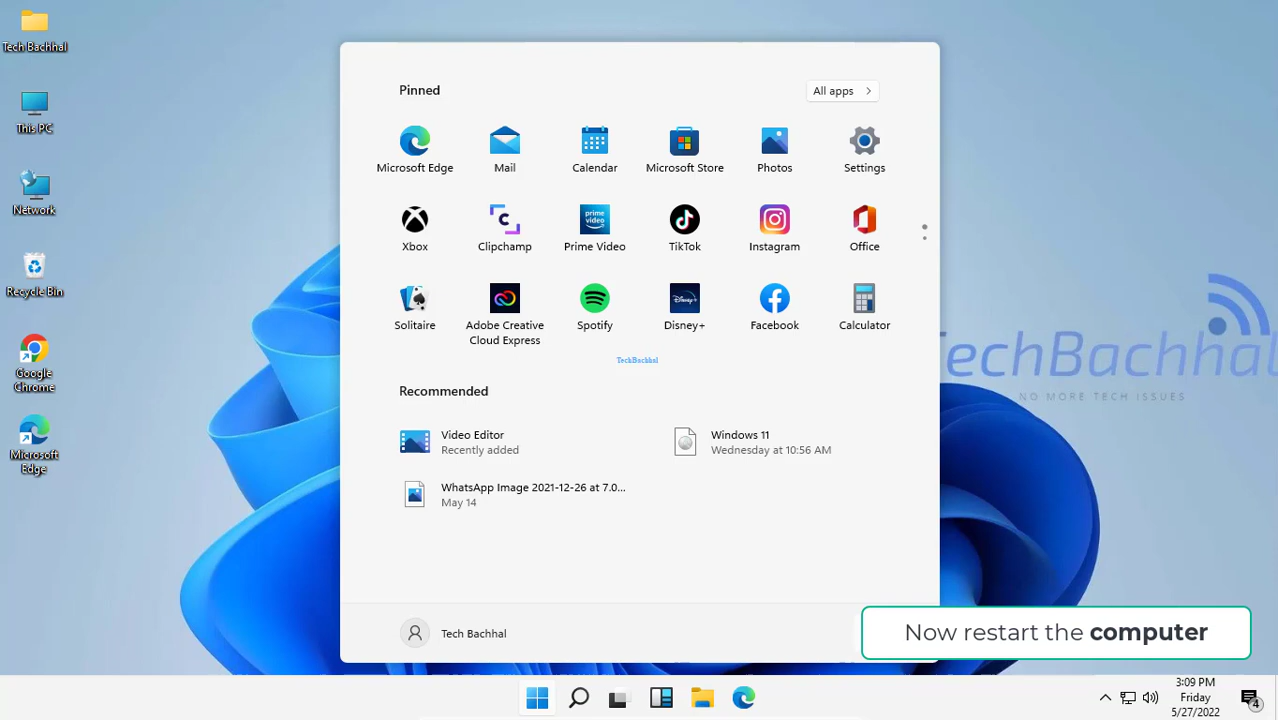 Tech Bachhal
This PC
Network
Recycle Bin
Google
Chrome
Microsoft
Edge
Pinned
All apps
Microsoft Edge
Mail
Calendar
Microsoft Store
Photos
Settings
Xbox
Clipchamp
prime
video
Prime Video
TikTok
Instagram
Office
Solitaire
Adobe Creative
Cloud Express
Spotify
Disney+
Disney+
Facebook
Calculator
TechBachhal
Recommended
Video Editor
Recently added
Windows 11
Wednesday at 10:56 AM
WhatsApp Image 2021-12-26 at 7.0...
May 14
Tech Bachhal
TechBachhal
NO MORE TECH ISSUES
Now restart the computer
3:09 PM
Friday
5/27/2022
4